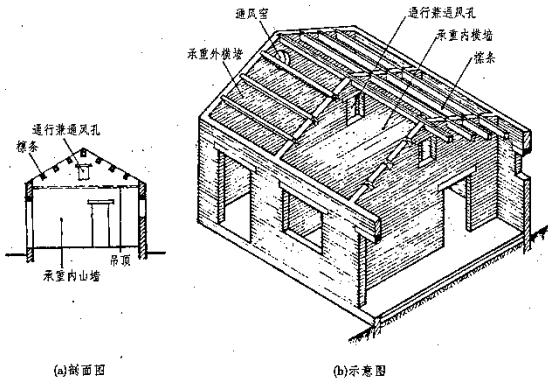 通风窗
通行兼通风孔
承重内横墙
承重外横墙
檩条
通行兼通风孔
檩条
吊顶
承重内山墙
(a)剖面图
(b)示意图